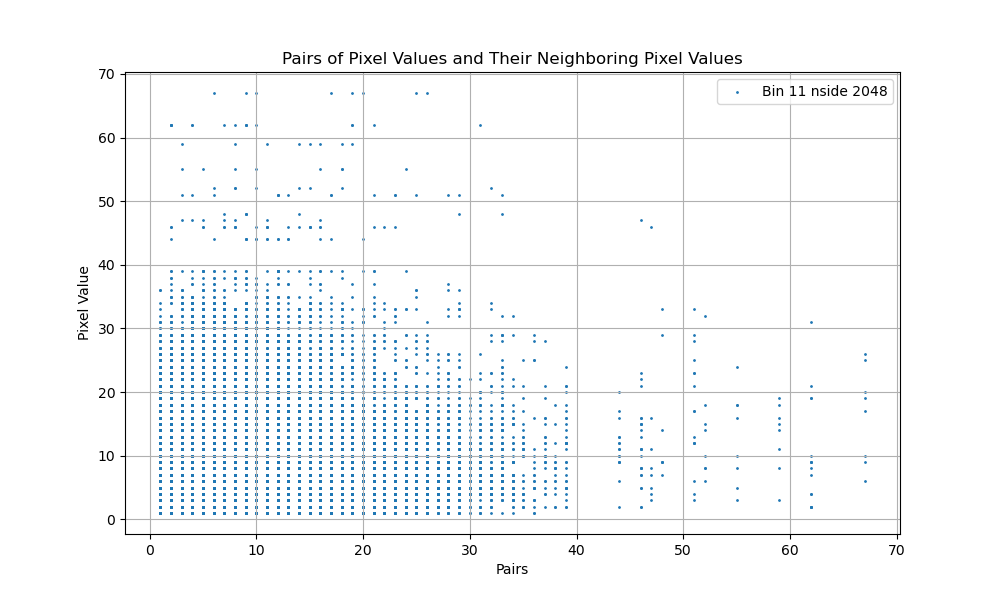 Pairs of Pixel Values and Their Neighboring Pixel Values
Bin 11 nside 2048
Pixel Value
70
60
50
40
30
20
10
0
0 10 20 30 40 50 60 70
Pairs